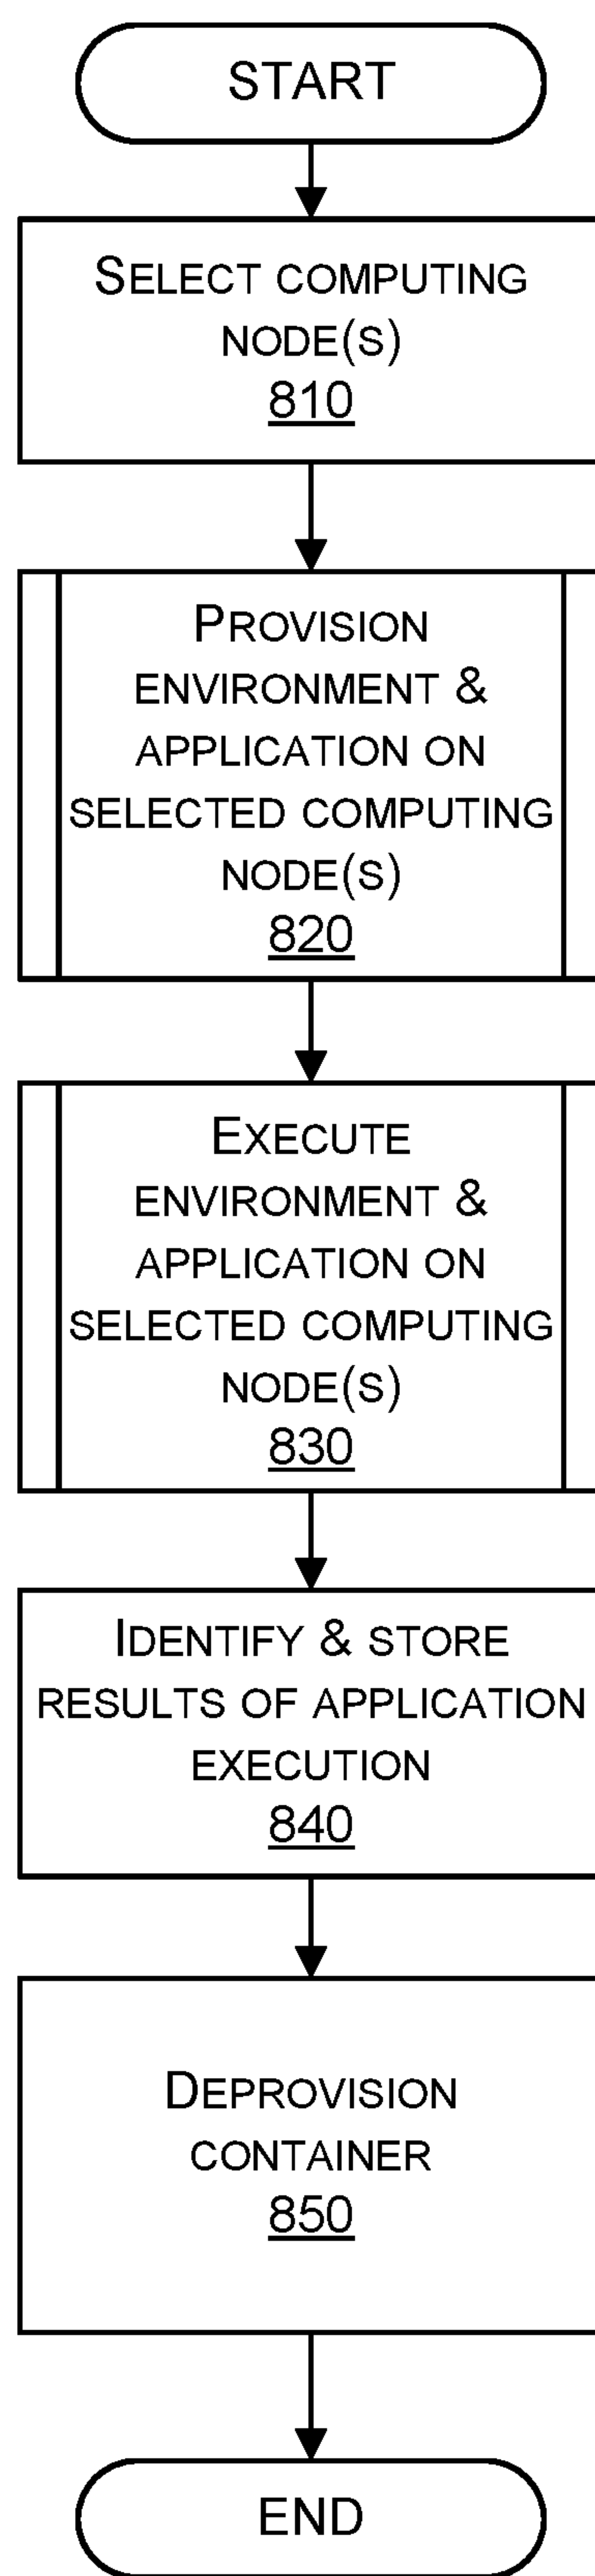 START
SELECT COMPUTING
NODE(S)
810
PROVISION
ENVIRONMENT &
APPLICATION ON
SELECTED COMPUTING
NODE(S)
820
EXECUTE
ENVIRONMENT &
APPLICATION ON
SELECTED COMPUTING
NODE(S)
830
IDENTIFY & STORE
RESULTS OF APPLICATION
EXECUTION
840
DEPROVISION
CONTAINER
850
END